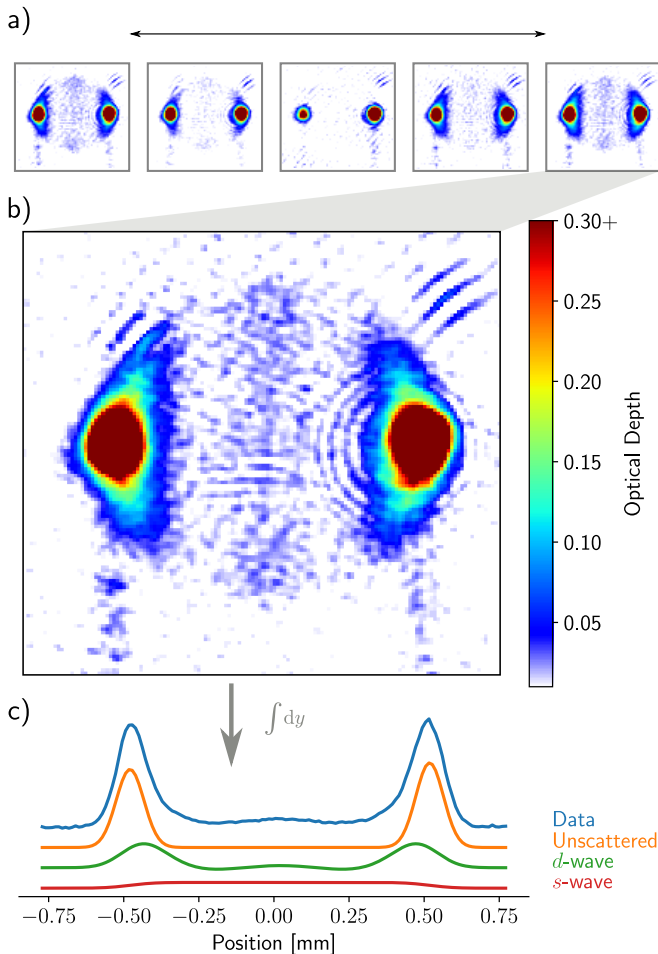 a)
b)
0.30+
0.25
0.20
0.15
0.10
0.05
Optical Depth
c)
∫ dy
Data
Unscattered
d-wave
s-wave
−0.75 −0.50 −0.25 0.00 0.25 0.50 0.75
Position [mm]